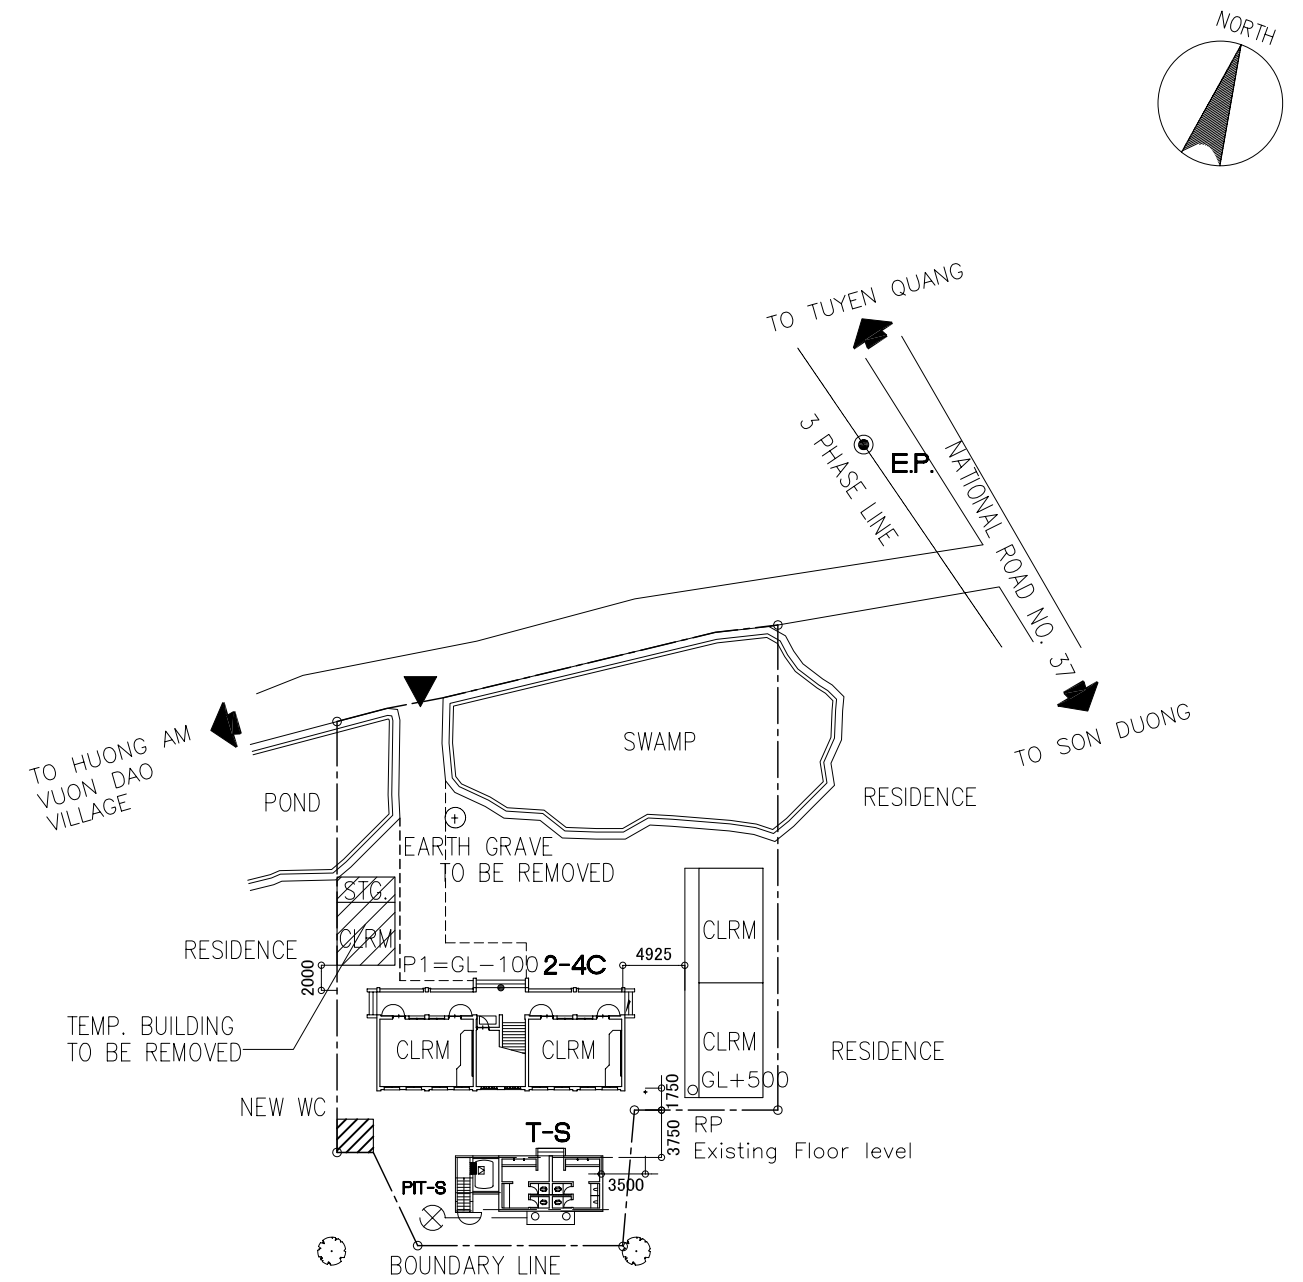 NORTH
TO TUYEN QUANG
3 PHASE LINE
E.P.
NATIONAL ROAD NO. 37
TO SON DUONG
TO HUONG AM
VUON DAO
VILLAGE
SWAMP
POND
RESIDENCE
EARTH GRAVE
TO BE REMOVED
STG.
CLRM
RESIDENCE
CLRM
P1=GL-100
2-4C
4925
2000
TEMP. BUILDING
TO BE REMOVED
CLRM
CLRM
CLRM
RESIDENCE
GL+500
1750
NEW WC
T-S
3750
RP
Existing Floor level
PIT-S
3500
BOUNDARY LINE